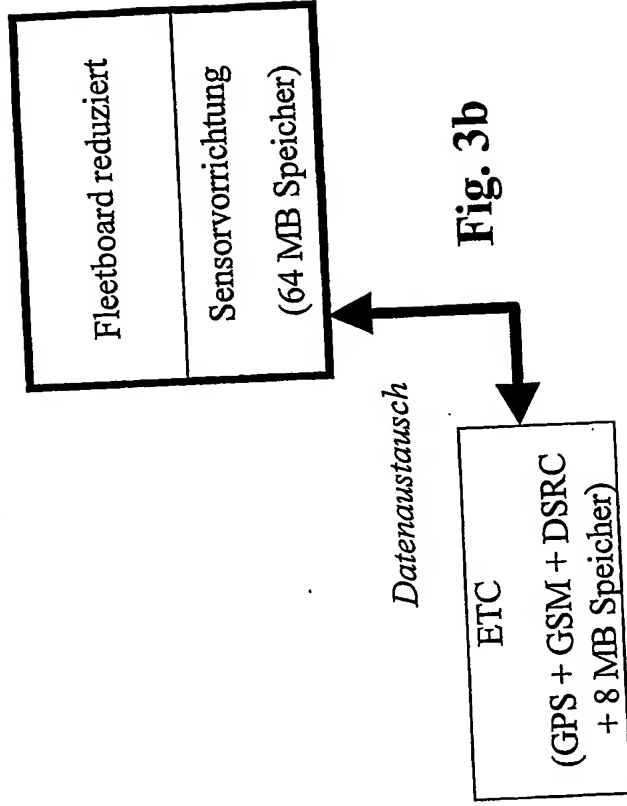 Fleetboard reduziert
Sensorvorrichtung
(64 MB Speicher)
Datenaustausch
ETC
(GPS + GSM + DSRC
+ 8 MB Speicher)
Fig. 3b